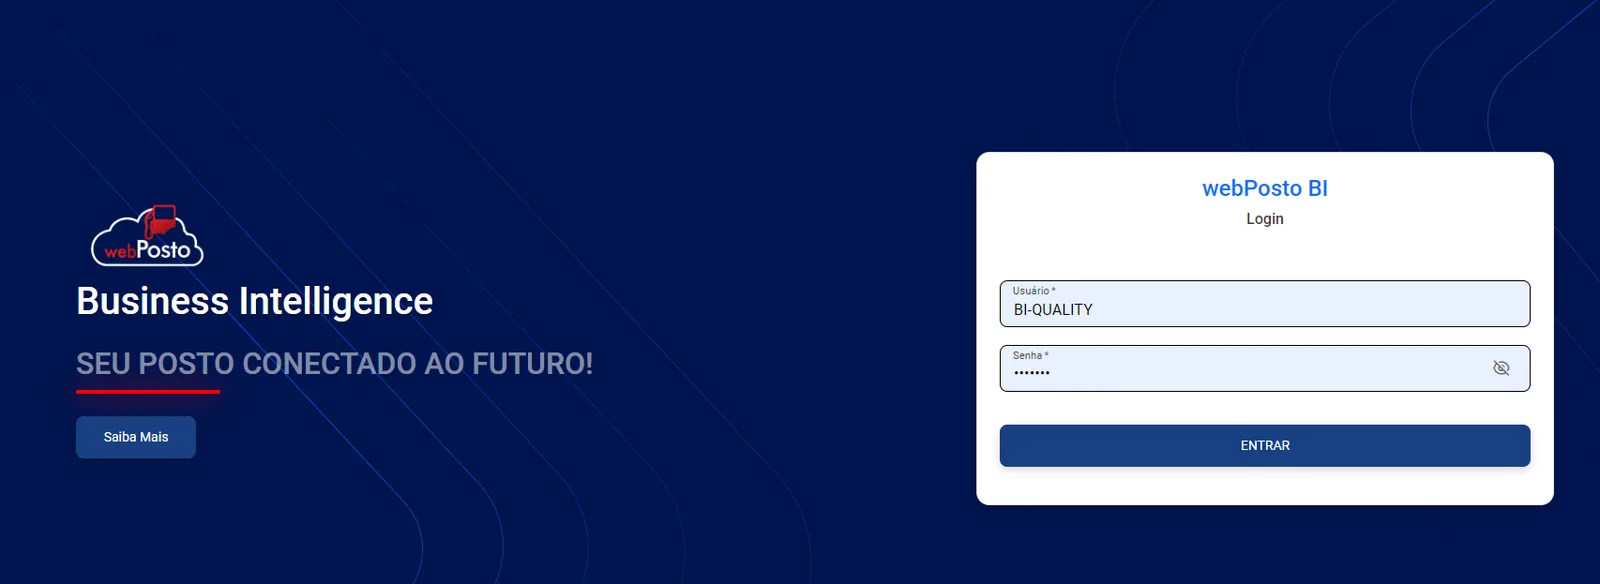 webPosto
Business Intelligence
SEU POSTO CONECTADO AO FUTURO!
Saiba Mais
webPosto BI
Login
Usuário *
BI-QUALITY
Senha *
•••••••
ENTRAR